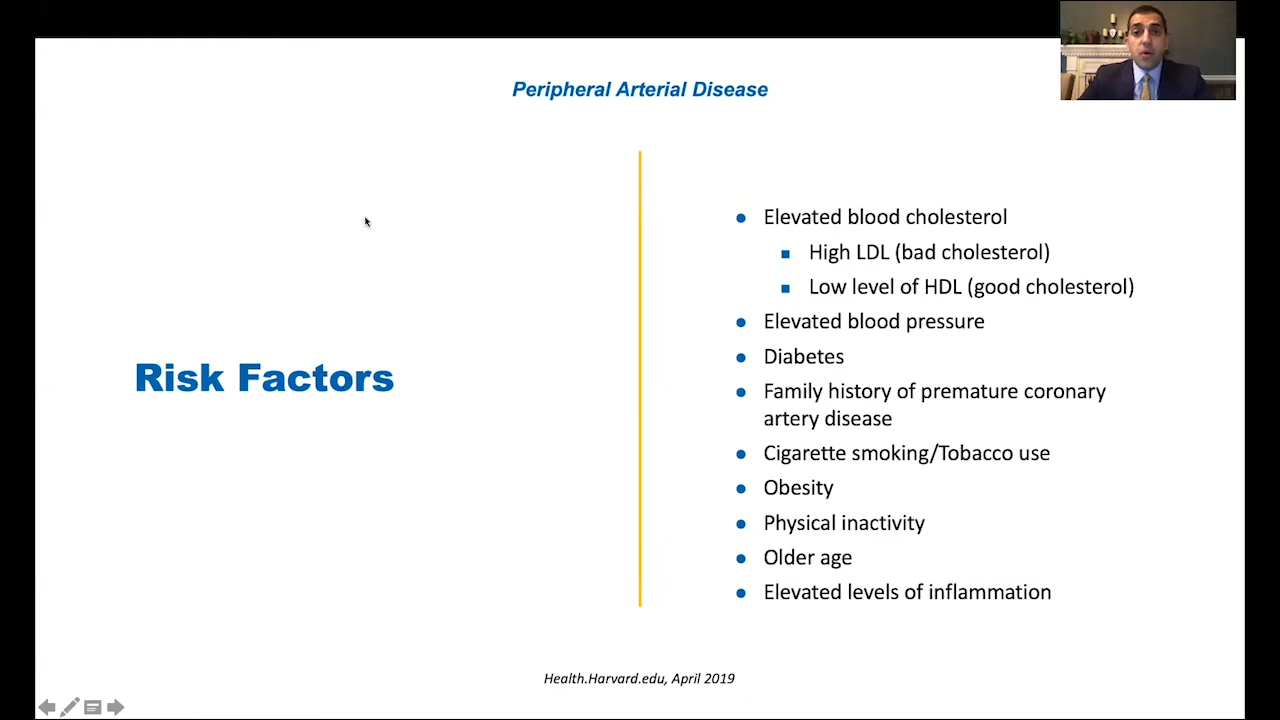 Peripheral Arterial Disease
Risk Factors
Elevated blood cholesterol
High LDL (bad cholesterol)
Low level of HDL (good cholesterol)
Elevated blood pressure
Diabetes
Family history of premature coronary
artery disease
Cigarette smoking/Tobacco use
Obesity
Physical inactivity
Older age
Elevated levels of inflammation
Health.Harvard.edu, April 2019